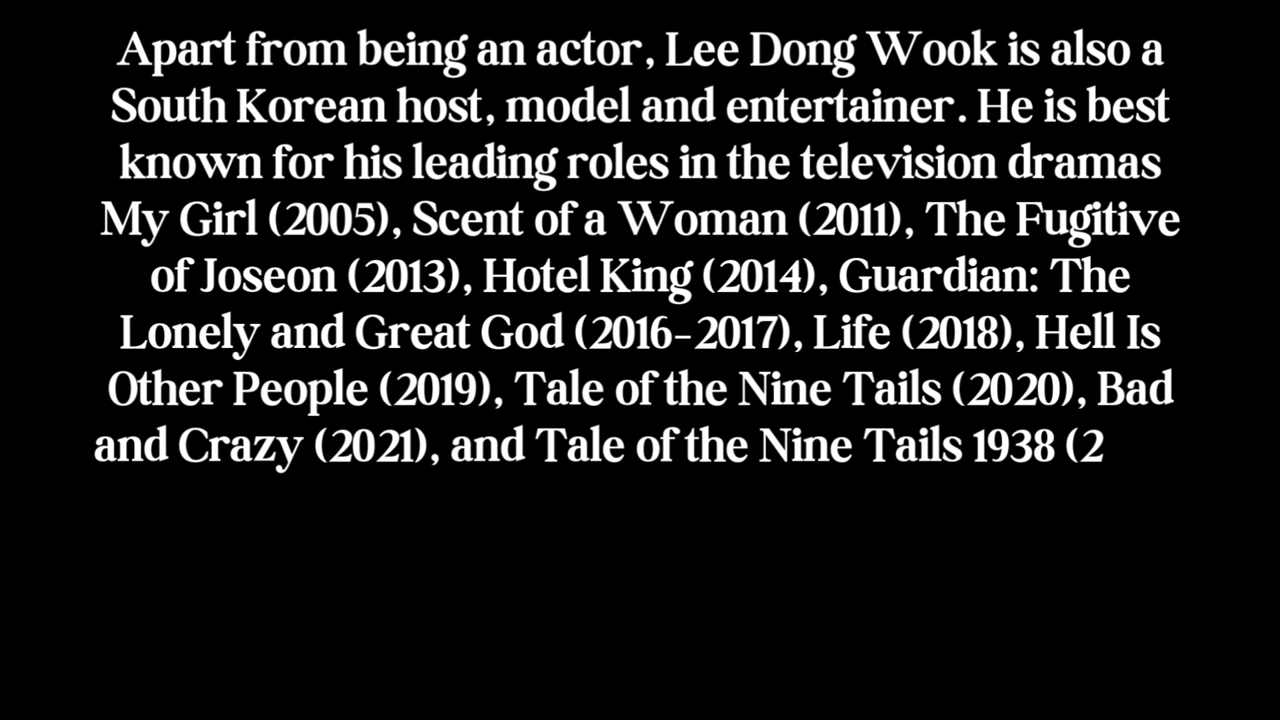 Apart from being an actor, Lee Dong Wook is also a
South Korean host, model and entertainer. He is best
known for his leading roles in the television dramas
My Girl (2005), Scent of a Woman (2011), The Fugitive
of Joseon (2013), Hotel King (2014), Guardian: The
Lonely and Great God (2016-2017), Life (2018), Hell Is
Other People (2019), Tale of the Nine Tails (2020), Bad
and Crazy (2021), and Tale of the Nine Tails 1938 (2